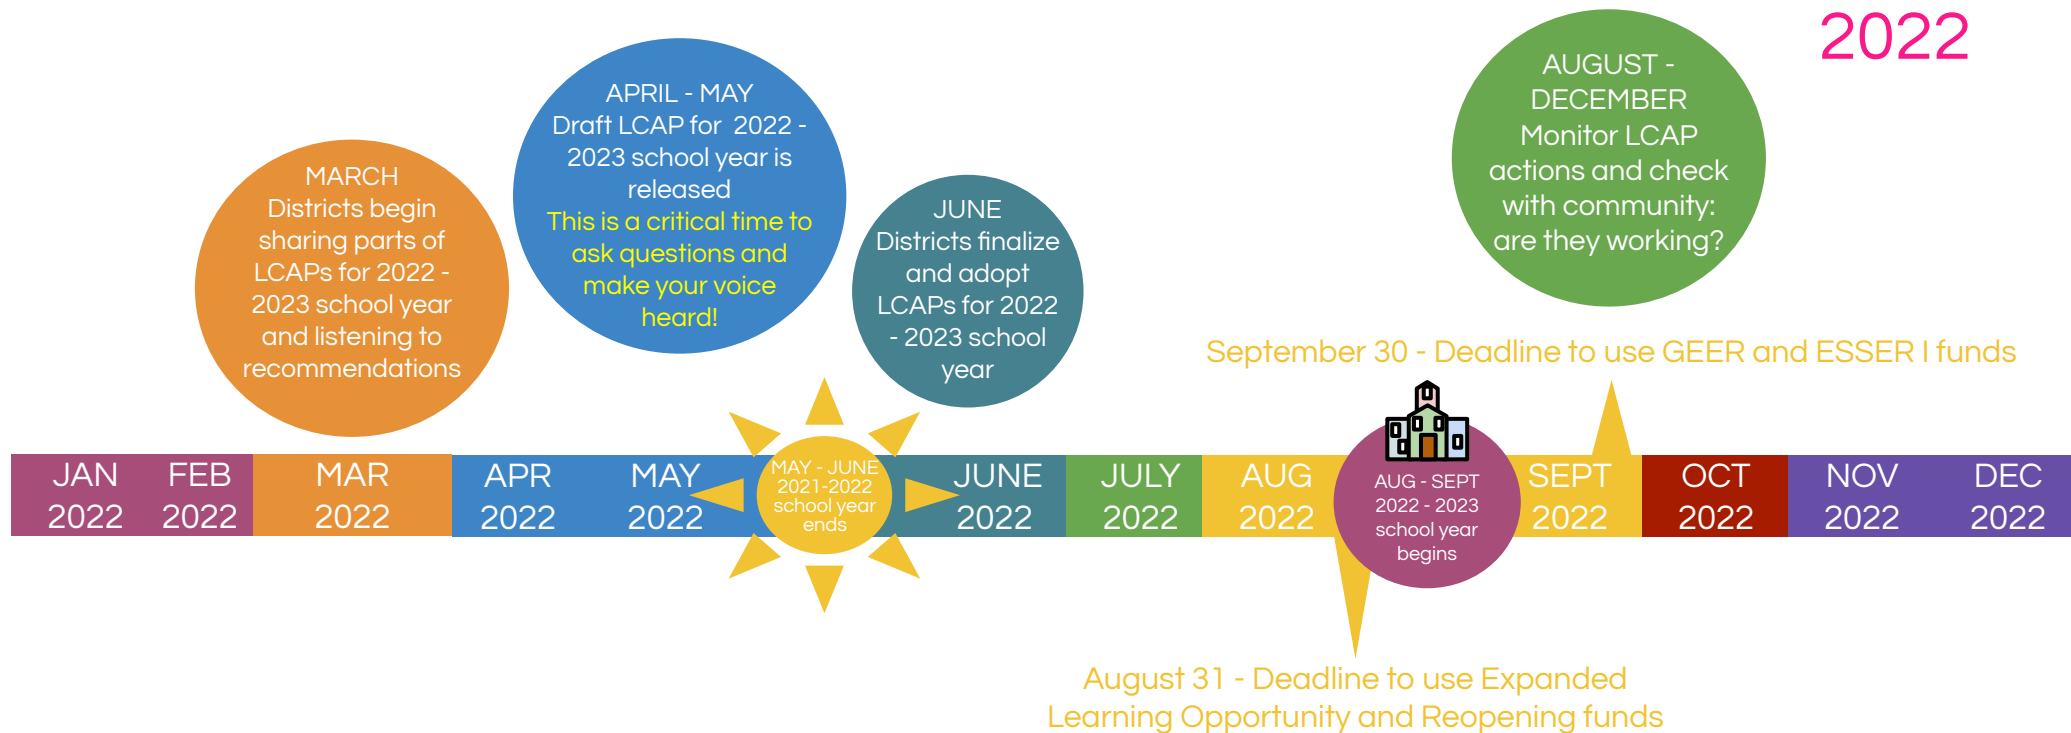 2022
MARCH
Districts begin
sharing parts of
LCAPs for 2022 -
2023 school year
and listening to
recommendations
APRIL - MAY
Draft LCAP for 2022 -
2023 school year is
released
This is a critical time to
ask questions and
make your voice
heard!
JUNE
Districts finalize
and adopt
LCAPs for 2022
- 2023 school
year
AUGUST -
DECEMBER
Monitor LCAP
actions and check
with community:
are they working?
September 30 - Deadline to use GEER and ESSER I funds
JAN
2022
FEB
2022
MAR
2022
APR
2022
MAY
2022
MAY - JUNE
2021-2022
school year
ends
JUNE
2022
JULY
2022
AUG
2022
AUG - SEPT
2022 - 2023
school year
begins
SEPT
2022
OCT
2022
NOV
2022
DEC
2022
August 31 - Deadline to use Expanded
Learning Opportunity and Reopening funds